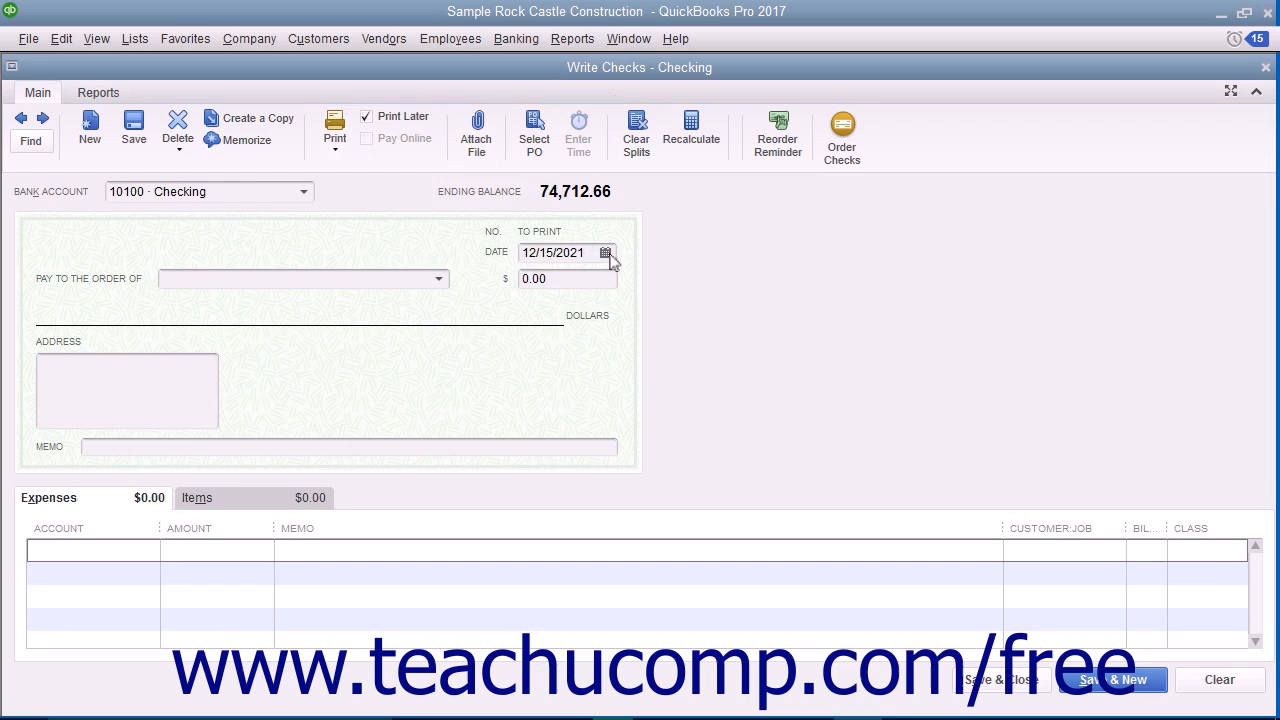 Sample Rock Castle Construction - QuickBooks Pro 2017
File Edit View Lists Favorites Company Customers Vendors Employees Banking Reports Window Help 15
Write Checks - Checking
Main Reports
Find New Save Delete Create a Copy Memorize Print Print Later Pay Online Attach File Select PO Enter Time Clear Splits Recalculate Reorder Reminder Order Checks
BANK ACCOUNT 10100 · Checking ENDING BALANCE 74,712.66
NO. TO PRINT
DATE 12/15/2021
PAY TO THE ORDER OF $ 0.00
DOLLARS
ADDRESS
MEMO
Expenses $0.00 Items $0.00
ACCOUNT AMOUNT MEMO CUSTOMER:JOB BIL... CLASS
www.teachucomp.com/free
Save & Close Save & New Clear